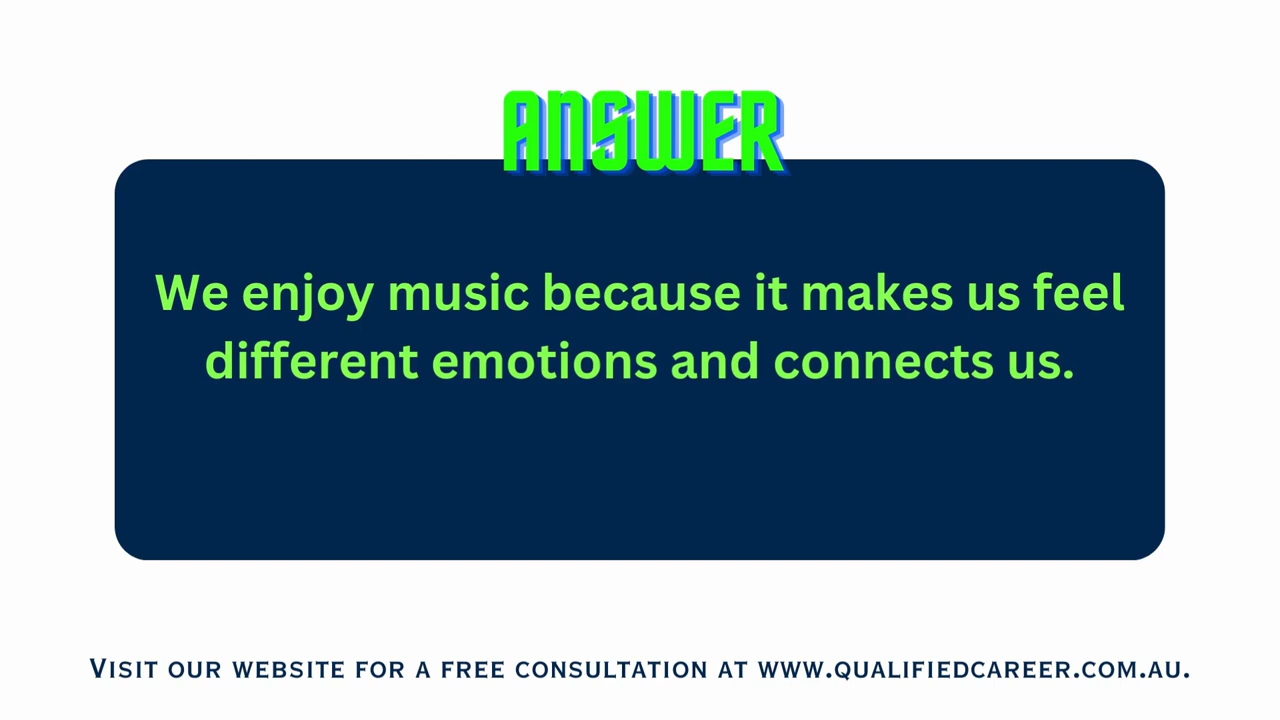 ANSWER
We enjoy music because it makes us feel
different emotions and connects us.
Visit our website for a free consultation at www.qualifiedcareer.com.au.